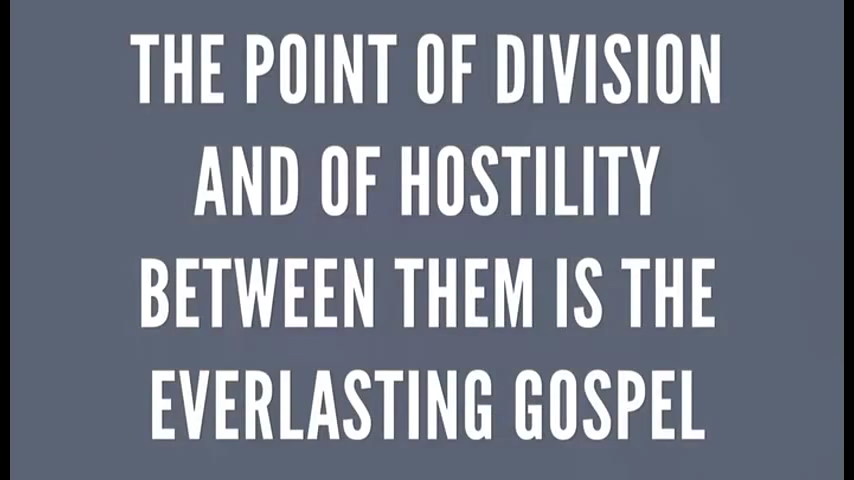 THE POINT OF DIVISION
AND OF HOSTILITY
BETWEEN THEM IS THE
EVERLASTING GOSPEL